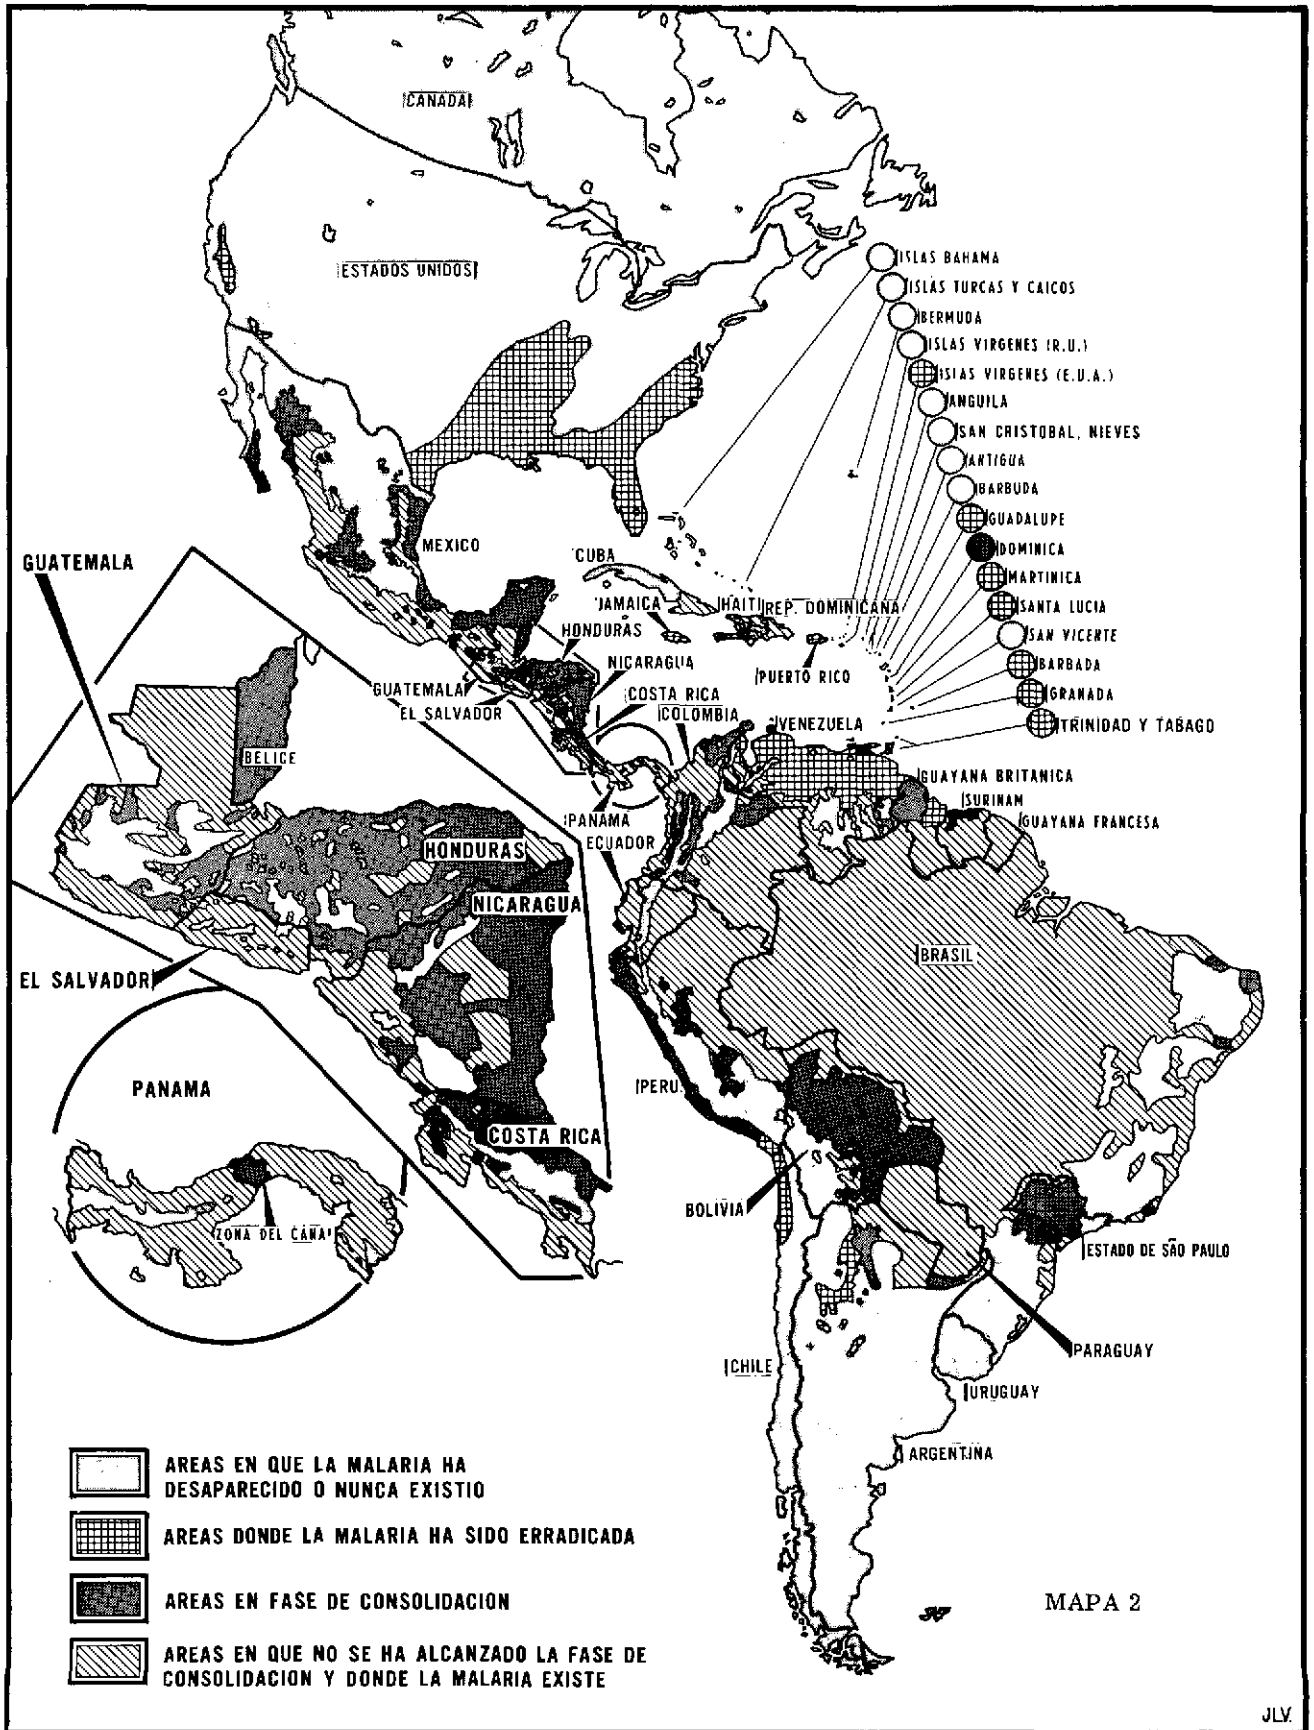 CANADA
ESTADOS UNIDOS
ISLAS BAHAMA
ISLAS TURCAS Y CAICOS
BERMUDA
ISLAS VIRGENES (R.U.)
ISLAS VIRGENES (E.U.A.)
ANGUILA
SAN CRISTOBAL, NIEVES
ANTIGUA
BARBUDA
GUADALUPE
DOMINICA
MARTINICA
SANTA LUCIA
SAN VICENTE
BARBADA
GRANADA
TRINIDAD Y TABAGO
MEXICO
CUBA
JAMAICA
HAITI
REP. DOMINICANA
HONDURAS
NICARAGUA
PUERTO RICO
GUATEMALA
EL SALVADOR
COSTA RICA
COLOMBIA
VENEZUELA
GUAYANA BRITANICA
SURINAM
GUAYANA FRANCESA
PANAMA
ECUADOR
BRASIL
PERU
BOLIVIA
ESTADO DE SÃO PAULO
PARAGUAY
CHILE
URUGUAY
ARGENTINA
GUATEMALA
BELICE
HONDURAS
NICARAGUA
EL SALVADOR
COSTA RICA
PANAMA
ZONA DEL CANAL
AREAS EN QUE LA MALARIA HA
DESAPARECIDO O NUNCA EXISTIO
AREAS DONDE LA MALARIA HA SIDO ERRADICADA
AREAS EN FASE DE CONSOLIDACION
AREAS EN QUE NO SE HA ALCANZADO LA FASE DE
CONSOLIDACION Y DONDE LA MALARIA EXISTE
MAPA 2
JLV.